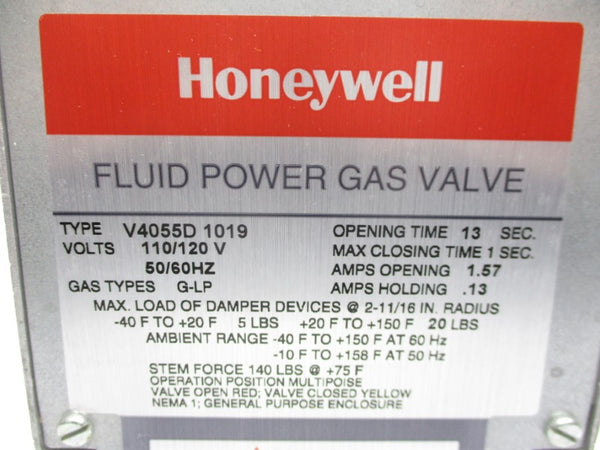 Honeywell
FLUID POWER GAS VALVE
TYPE V4055D 1019 OPENING TIME 13 SEC.
VOLTS 110/120 V MAX CLOSING TIME 1 SEC.
50/60HZ AMPS OPENING 1.57
GAS TYPES G-LP AMPS HOLDING .13
MAX. LOAD OF DAMPER DEVICES @ 2-11/16 IN. RADIUS
-40 F TO +20 F 5 LBS +20 F TO +150 F 20 LBS
AMBIENT RANGE -40 F TO +150 F AT 60 Hz
-10 F TO +158 F AT 50 Hz
STEM FORCE 140 LBS @ +75 F
OPERATION POSITION MULTIPOISE
VALVE OPEN RED; VALVE CLOSED YELLOW
NEMA 1; GENERAL PURPOSE ENCLOSURE